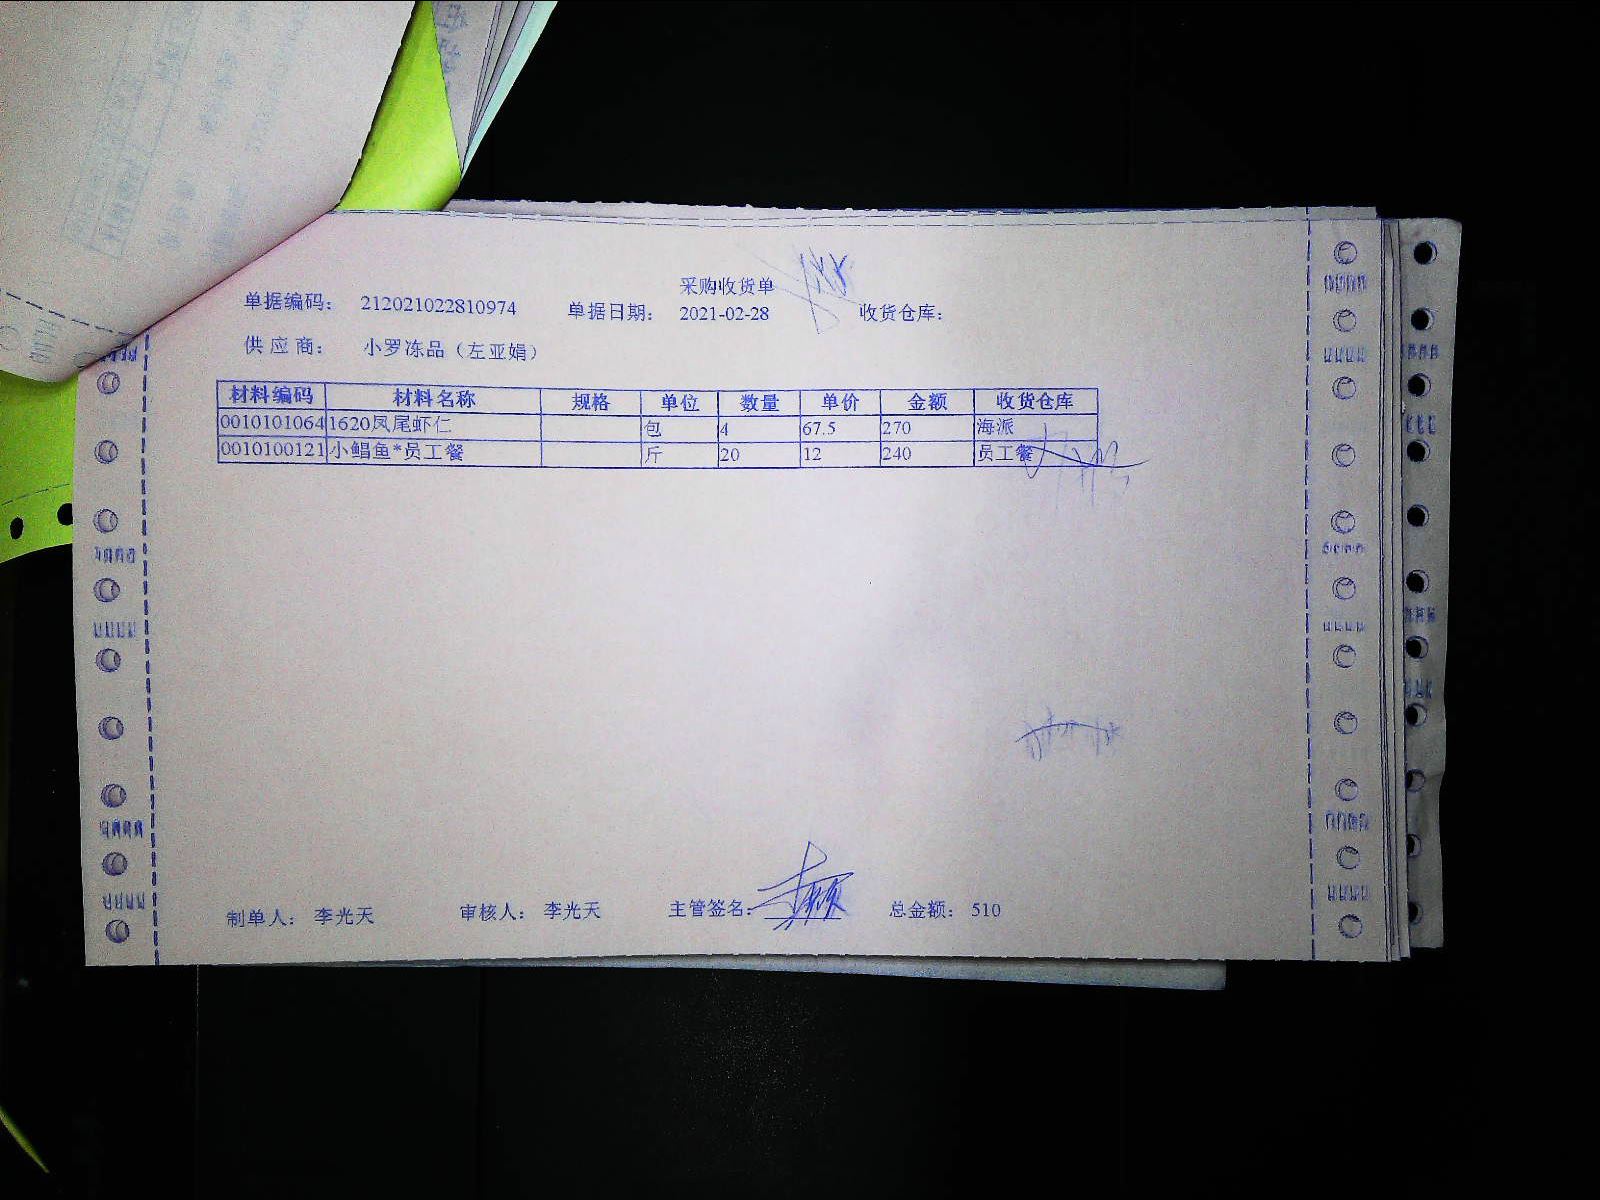 采购收货单
单据编码： 212021022810974 单据日期： 2021-02-28 收货仓库：
供应商： 小罗冻品（左亚娟）
材料编码 材料名称 规格 单位 数量 单价 金额 收货仓库
0010101064 1620凤尾虾仁 包 4 67.5 270 海派
0010100121 小鲳鱼*员工餐 斤 20 12 240 员工餐
制单人： 李光天 审核人： 李光天 主管签名： 总金额： 510